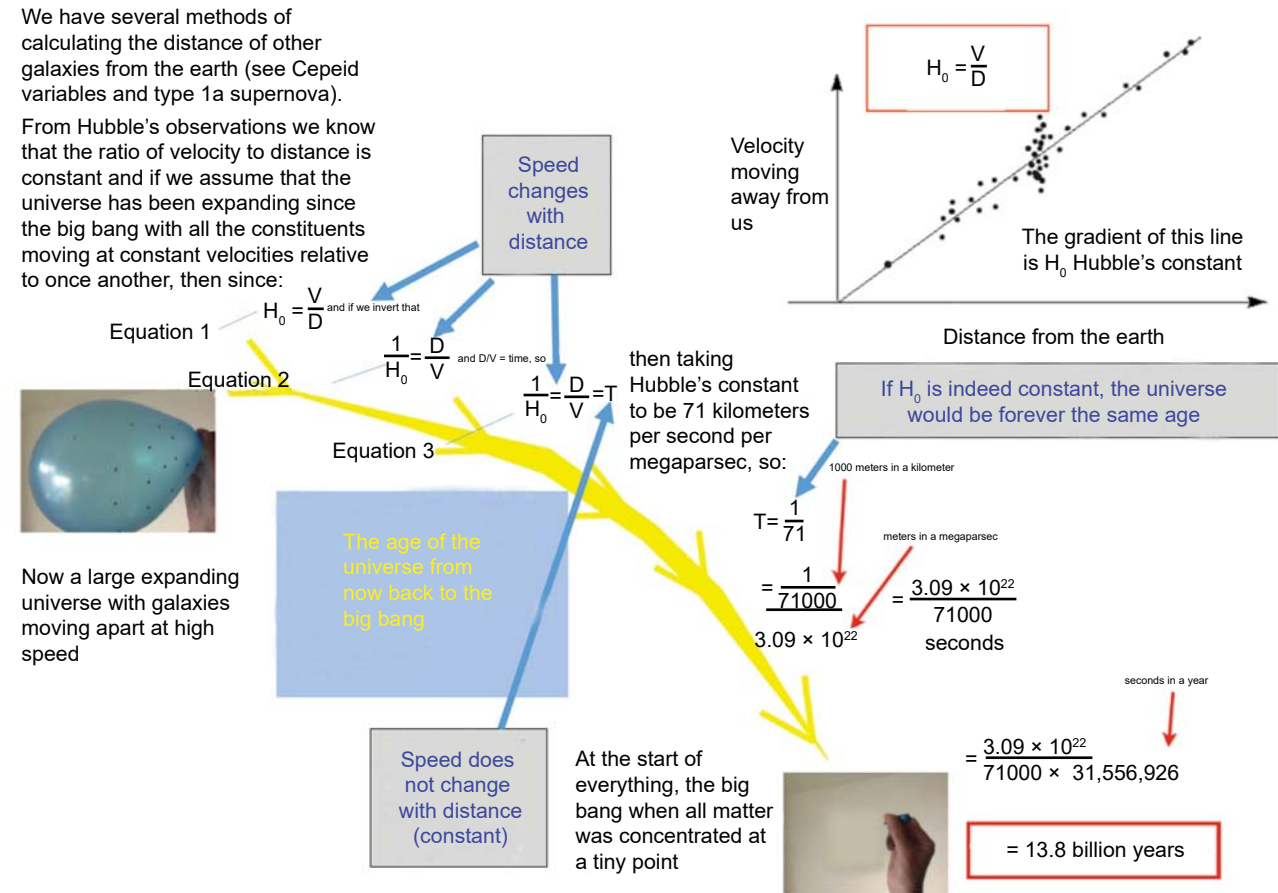 We have several methods of
calculating the distance of other
galaxies from the earth (see Cepeid
variables and type 1a supernova).
From Hubble's observations we know
that the ratio of velocity to distance is
constant and if we assume that the
universe has been expanding since
the big bang with all the constituents
moving at constant velocities relative
to once another, then since:
Equation 1
H₀ = V/D and if we invert that
Equation 2
1/H₀ = D/V and D/V = time, so
Equation 3
1/H₀ = D/V =T
Speed
changes
with
distance
H₀ = V/D
Velocity
moving
away from
us
The gradient of this line
is H₀ Hubble's constant
Distance from the earth
then taking
Hubble's constant
to be 71 kilometers
per second per
megaparsec, so:
If H₀ is indeed constant, the universe
would be forever the same age
1000 meters in a kilometer
T= 1/71
meters in a megaparsec
= 1/71000
3.09 × 10²²
= 3.09 × 10²²
71000
seconds
The age of the
universe from
now back to the
big bang
Now a large expanding
universe with galaxies
moving apart at high
speed
Speed does
not change
with distance
(constant)
At the start of
everything, the big
bang when all matter
was concentrated at
a tiny point
seconds in a year
= 3.09 × 10²²
71000 × 31,556,926
= 13.8 billion years